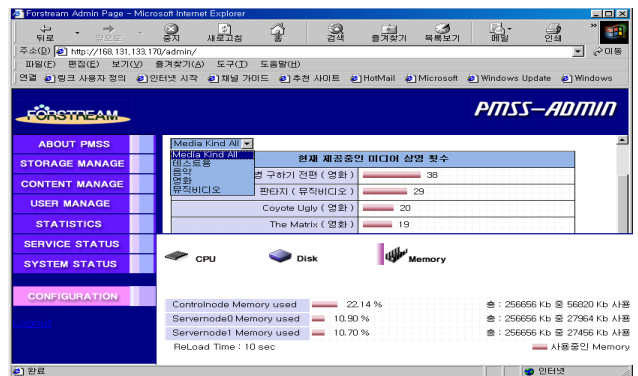 Forstream Admin Page - Microsoft Internet Explorer
뒤로 앞으로 중지 새로고침 홈 검색 즐겨찾기 목록보기 메일 인쇄
주소(D) http://168.131.133.170/admin/ 이동
파일(F) 편집(E) 보기(V) 즐겨찾기(A) 도구(T) 도움말(H)
연결 링크 사용자 정의 인터넷 시작 채널 가이드 추천 사이트 HotMail Microsoft Windows Update Windows
FORSTREAM
PMSS-ADMIN
ABOUT PMSS
STORAGE MANAGE
CONTENT MANAGE
USER MANAGE
STATISTICS
SERVICE STATUS
SYSTEM STATUS
CONFIGURATION
Media Kind All
Media Kind All
테스트용
음악
영화
뮤직비디오
현재 제공중인 미디어 상영 횟수
병 구하기 전편 ( 영화 ) 38
판타지 ( 뮤직비디오 ) 29
Coyote Ugly ( 영화 ) 20
The Matrix ( 영화 ) 19
CPU Disk Memory
Controlnode Memory used 22.14 % 총 : 256656 Kb 중 56820 Kb 사용
Servernode0 Memory used 10.90 % 총 : 256656 Kb 중 27964 Kb 사용
Servernode1 Memory used 10.70 % 총 : 256656 Kb 중 27456 Kb 사용
ReLoad Time : 10 sec 사용중인 Memory
완료 인터넷